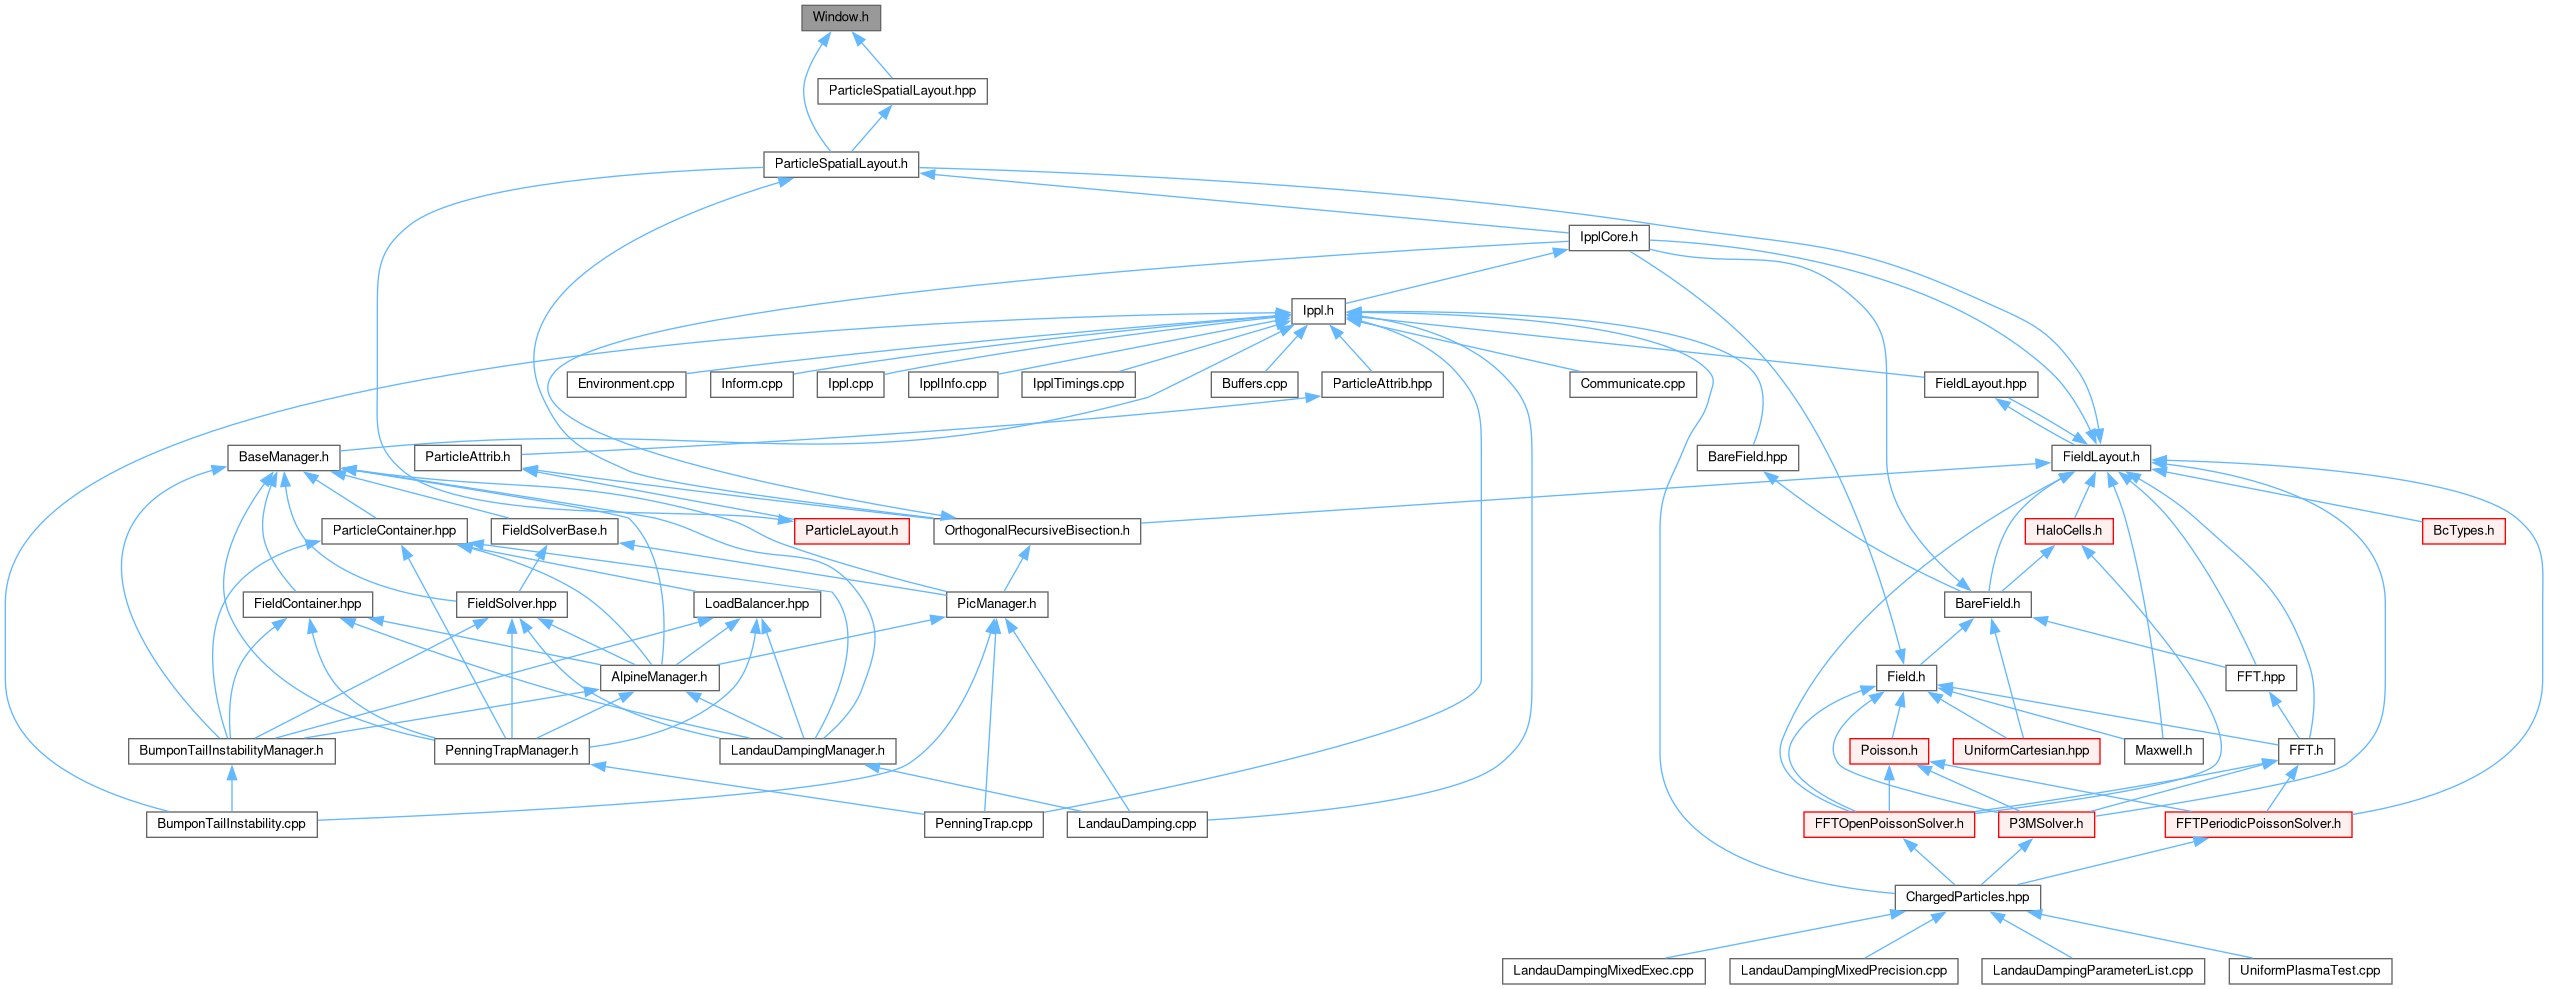 Window.h
ParticleSpatialLayout.hpp
ParticleSpatialLayout.h
IpplCore.h
Ippl.h
Environment.cpp
Inform.cpp
Ippl.cpp
IpplInfo.cpp
IpplTimings.cpp
Buffers.cpp
ParticleAttrib.hpp
Communicate.cpp
FieldLayout.hpp
BaseManager.h
ParticleAttrib.h
BareField.hpp
FieldLayout.h
ParticleContainer.hpp
FieldSolverBase.h
ParticleLayout.h
OrthogonalRecursiveBisection.h
HaloCells.h
BcTypes.h
FieldContainer.hpp
FieldSolver.hpp
LoadBalancer.hpp
PicManager.h
BareField.h
AlpineManager.h
Field.h
FFT.hpp
BumponTailInstabilityManager.h
PenningTrapManager.h
LandauDampingManager.h
Poisson.h
UniformCartesian.hpp
Maxwell.h
FFT.h
BumponTailInstability.cpp
PenningTrap.cpp
LandauDamping.cpp
FFTOpenPoissonSolver.h
P3MSolver.h
FFTPeriodicPoissonSolver.h
ChargedParticles.hpp
LandauDampingMixedExec.cpp
LandauDampingMixedPrecision.cpp
LandauDampingParameterList.cpp
UniformPlasmaTest.cpp